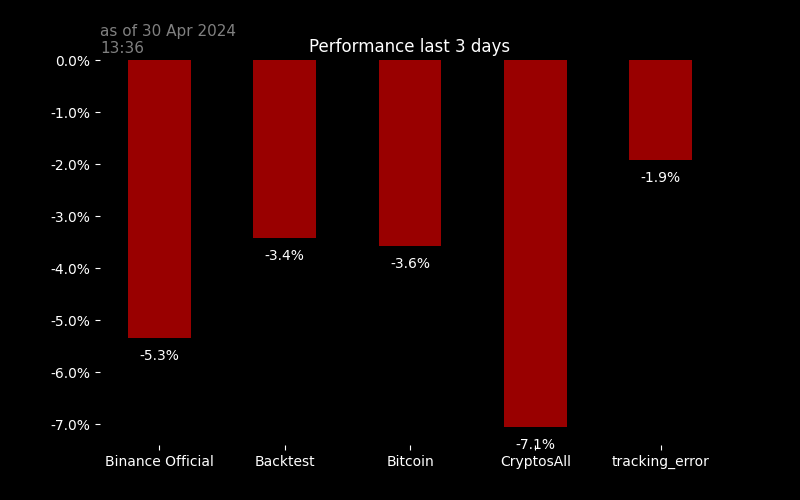 as of 30 Apr 2024
13:36
Performance last 3 days
0.0%
-1.0%
-2.0%
-3.0%
-4.0%
-5.0%
-6.0%
-7.0%
-5.3%
-3.4%
-3.6%
-7.1%
-1.9%
Binance Official
Backtest
Bitcoin
CryptosAll
tracking_error